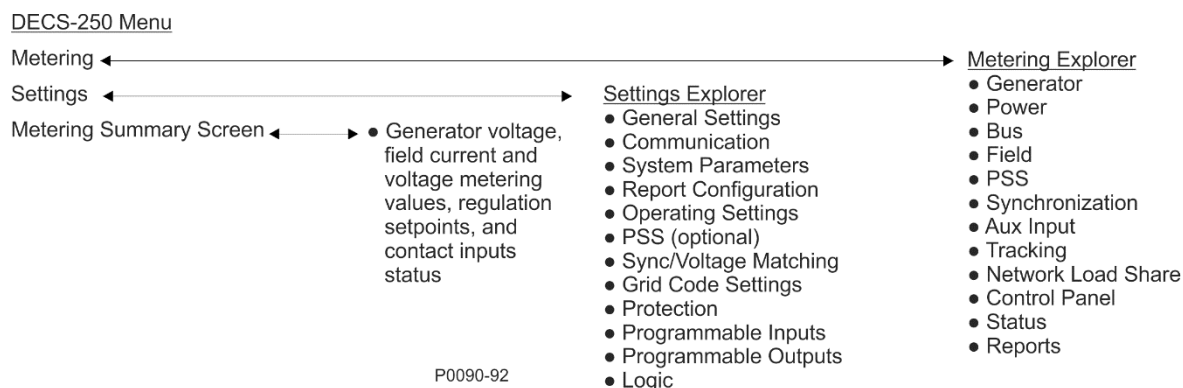 DECS-250 Menu
Metering
Settings
Metering Summary Screen
● Generator voltage,
field current and
voltage metering
values, regulation
setpoints, and
contact inputs
status
Settings Explorer
● General Settings
● Communication
● System Parameters
● Report Configuration
● Operating Settings
● PSS (optional)
● Sync/Voltage Matching
● Grid Code Settings
● Protection
● Programmable Inputs
● Programmable Outputs
● Logic
Metering Explorer
● Generator
● Power
● Bus
● Field
● PSS
● Synchronization
● Aux Input
● Tracking
● Network Load Share
● Control Panel
● Status
● Reports
P0090-92